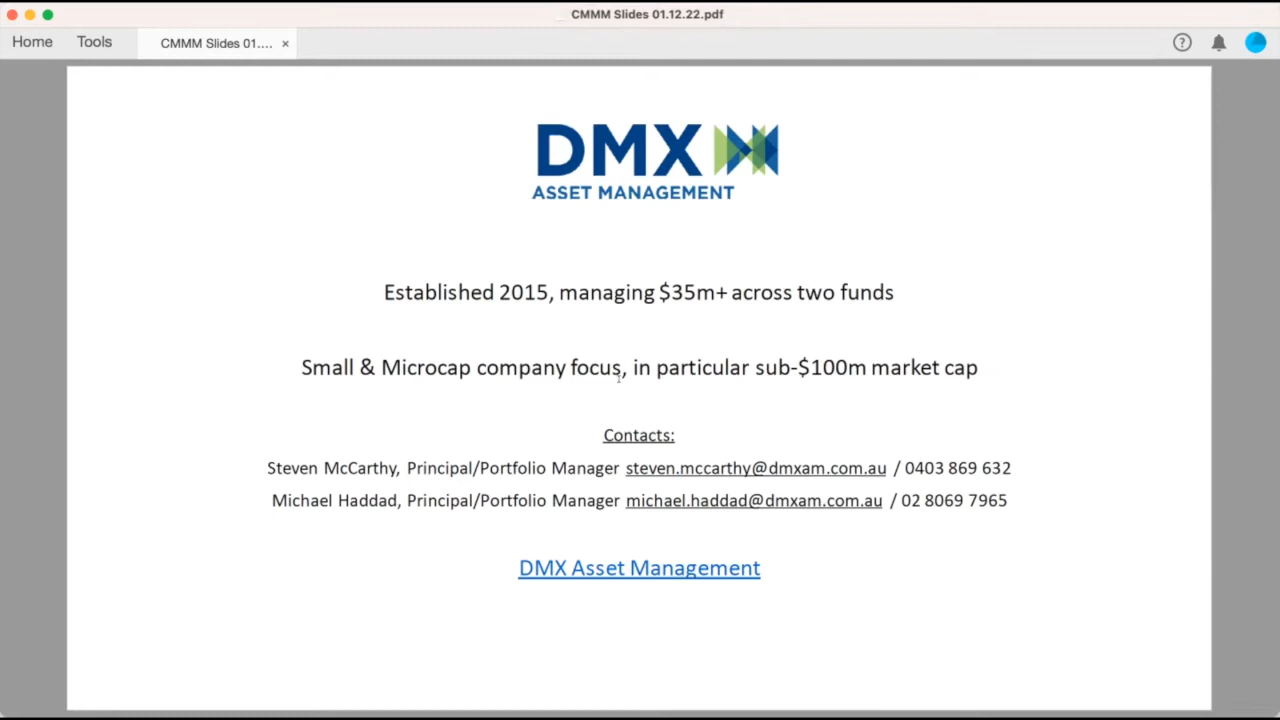 CMMM Slides 01.12.22.pdf
Home Tools CMMM Slides 01.... ×
?
DMX
ASSET MANAGEMENT
Established 2015, managing $35m+ across two funds
Small & Microcap company focus, in particular sub-$100m market cap
Contacts:
Steven McCarthy, Principal/Portfolio Manager steven.mccarthy@dmxam.com.au / 0403 869 632
Michael Haddad, Principal/Portfolio Manager michael.haddad@dmxam.com.au / 02 8069 7965
DMX Asset Management